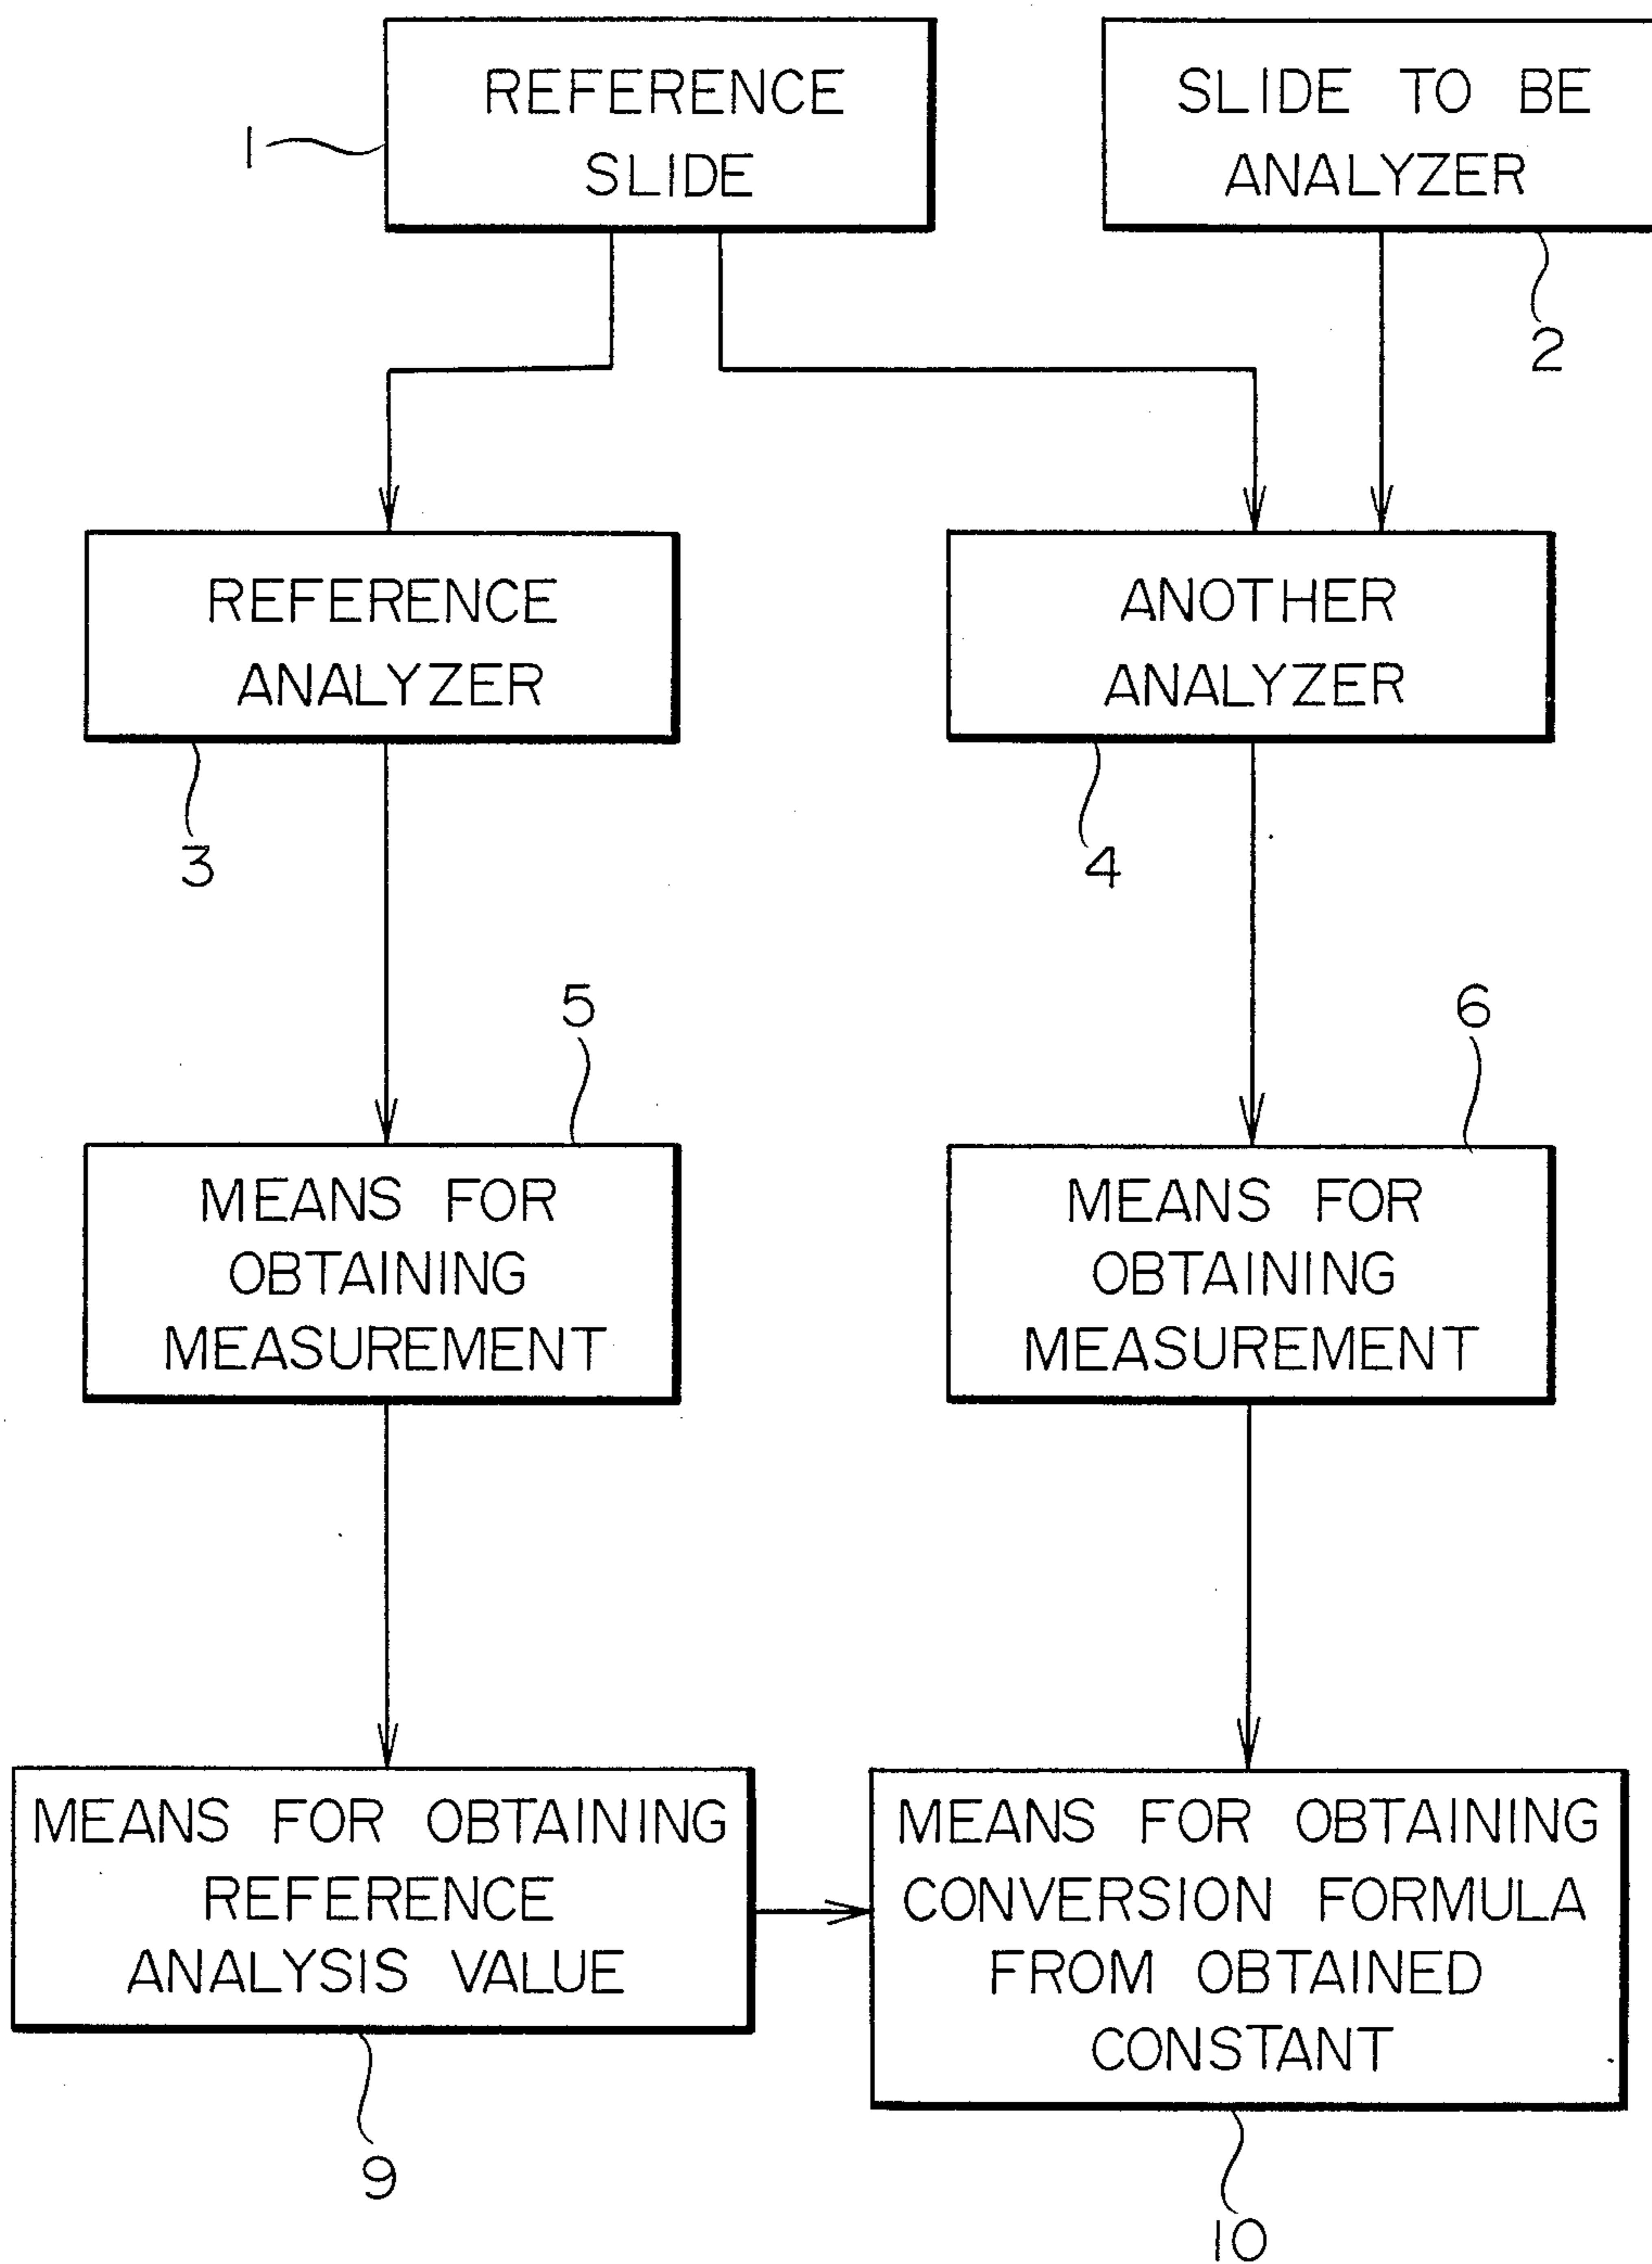 REFERENCE
SLIDE
1
SLIDE TO BE
ANALYZER
2
REFERENCE
ANALYZER
3
ANOTHER
ANALYZER
4
5
MEANS FOR
OBTAINING
MEASUREMENT
6
MEANS FOR
OBTAINING
MEASUREMENT
MEANS FOR OBTAINING
REFERENCE
ANALYSIS VALUE
9
MEANS FOR OBTAINING
CONVERSION FORMULA
FROM OBTAINED
CONSTANT
10